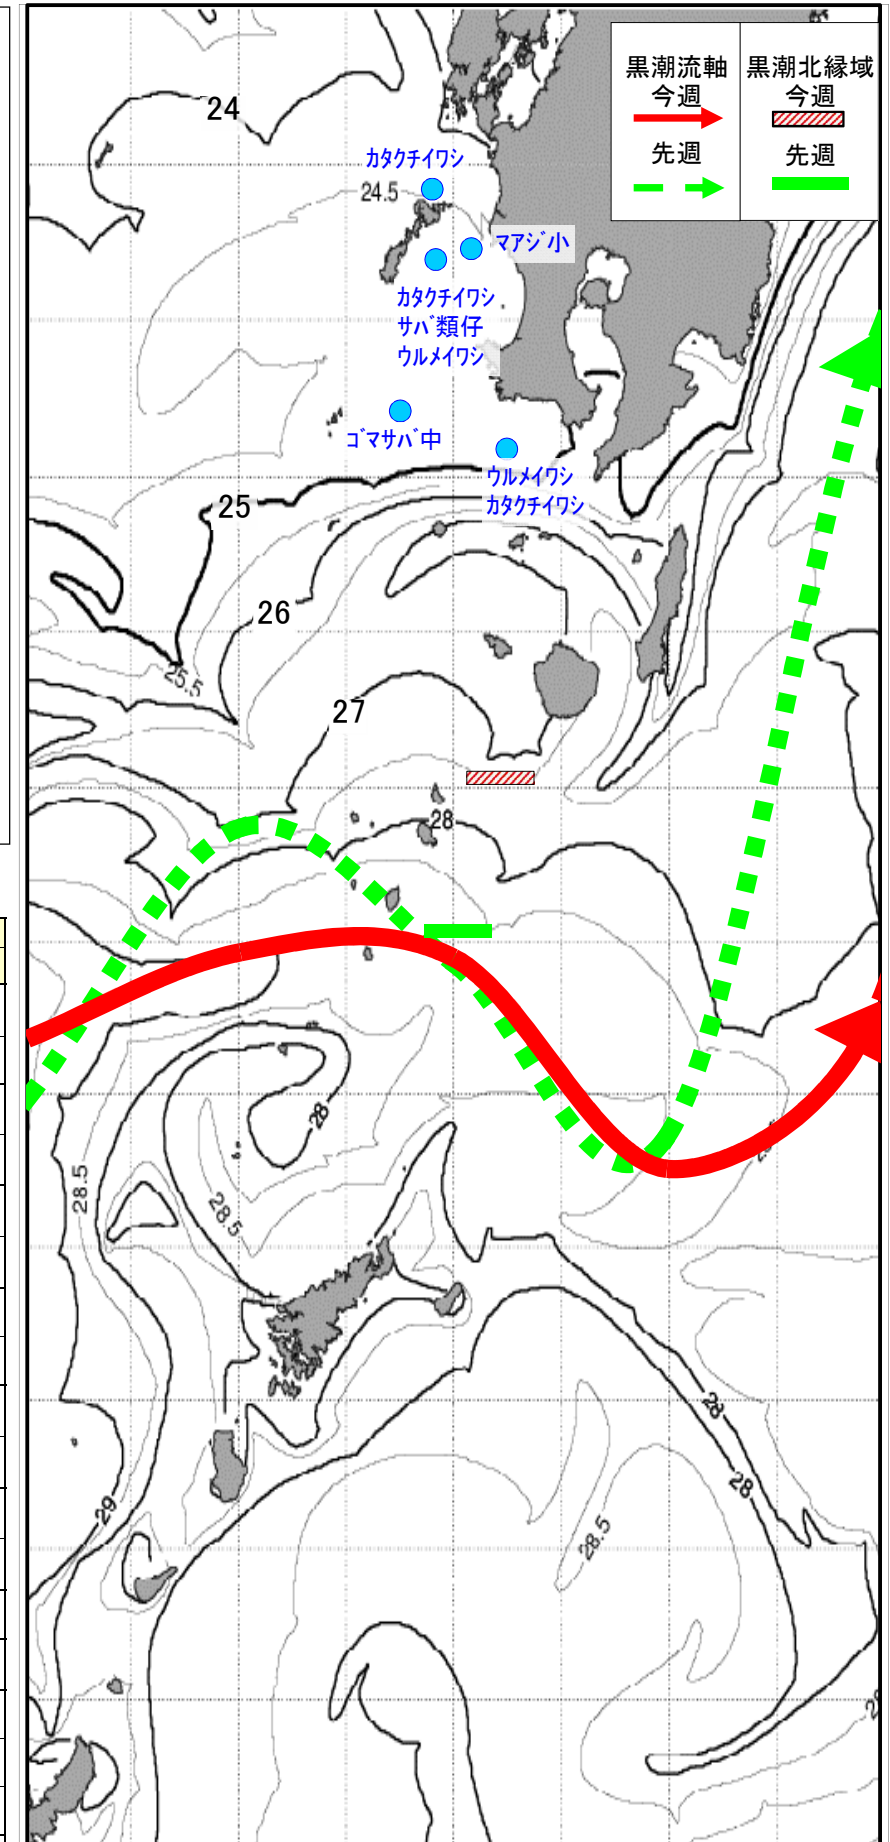 黒潮流軸
今週
先週
黒潮北縁域
今週
先週
24
カタクチイワシ
24.5
マアジ小
カタクチイワシ
サバ類仔
ウルメイワシ
ゴマサバ中
ウルメイワシ
カタクチイワシ
25
26
25.5
27
28
28
28.5
28.5
28
28
29
28.5